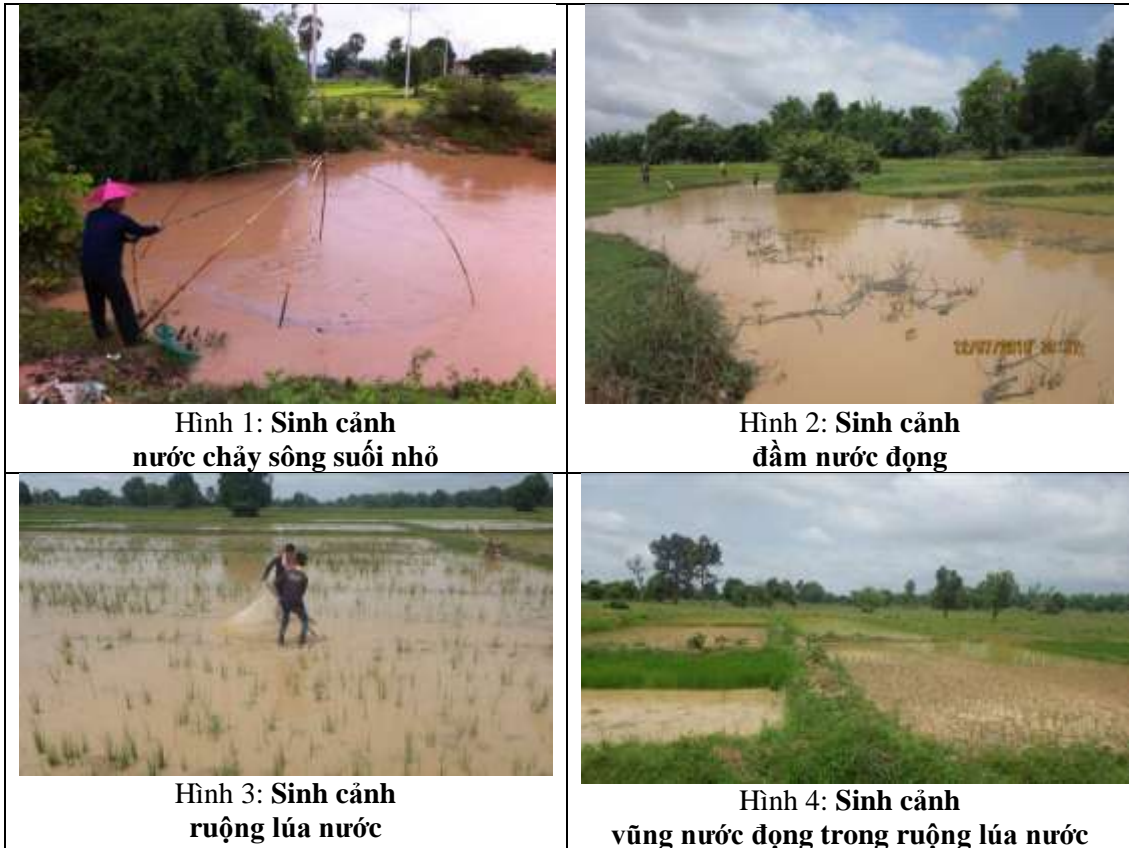 Hình 1: Sinh cảnh
nước chảy sông suối nhỏ
Hình 2: Sinh cảnh
đầm nước đọng
Hình 3: Sinh cảnh
ruộng lúa nước
Hình 4: Sinh cảnh
vũng nước đọng trong ruộng lúa nước